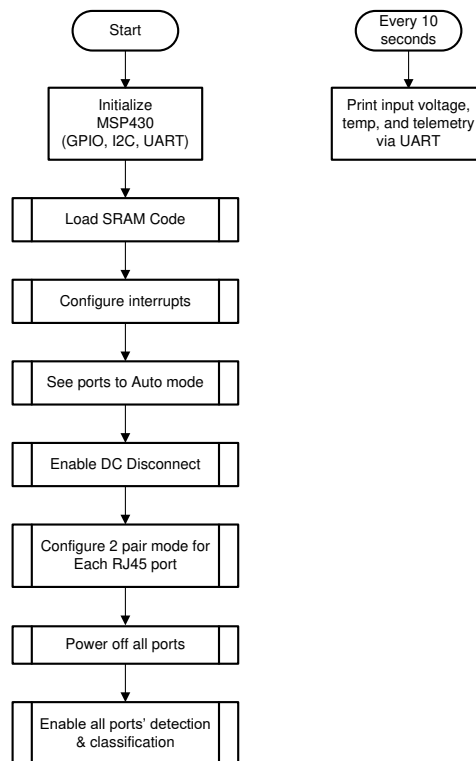 Start
Initialize
MSP430
(GPIO, I2C, UART)
Load SRAM Code
Configure interrupts
See ports to Auto mode
Enable DC Disconnect
Configure 2 pair mode for
Each RJ45 port
Power off all ports
Enable all ports' detection
& classification
Every 10
seconds
Print input voltage,
temp, and telemetry
via UART